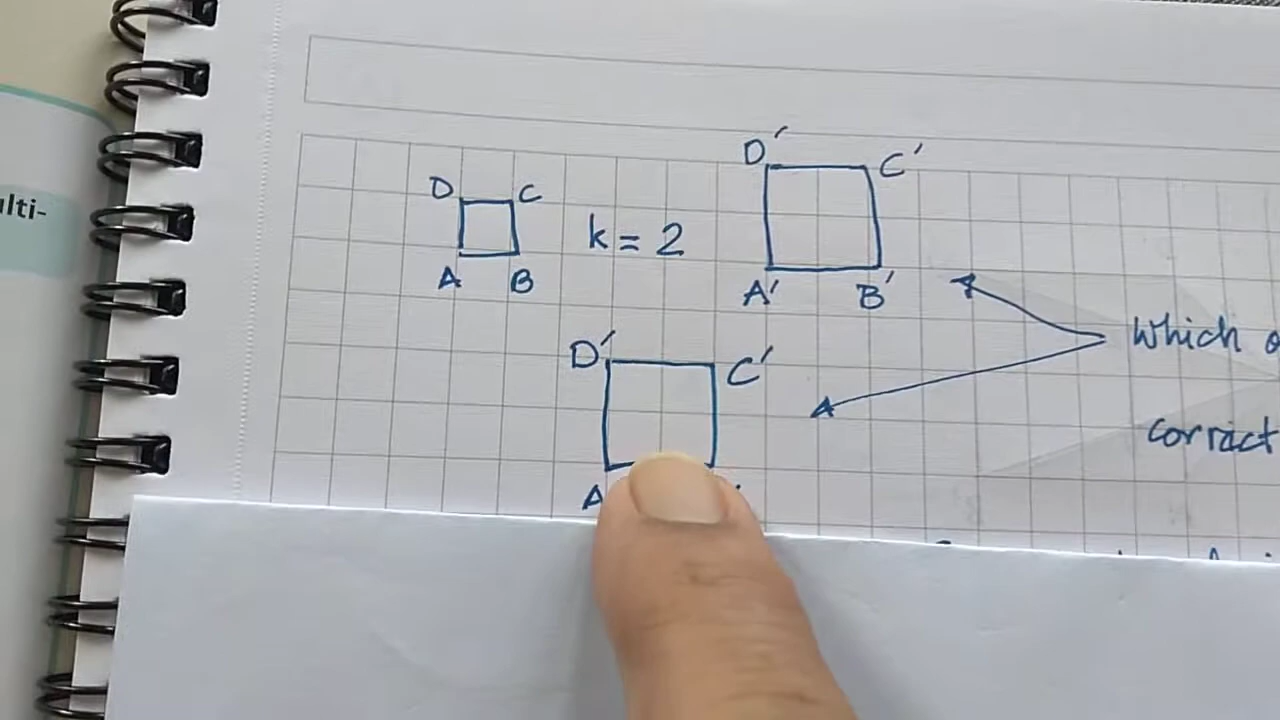 D'
C'
D C
k = 2
A B
A' B'
ulti-
Which
D' C'
correct
A